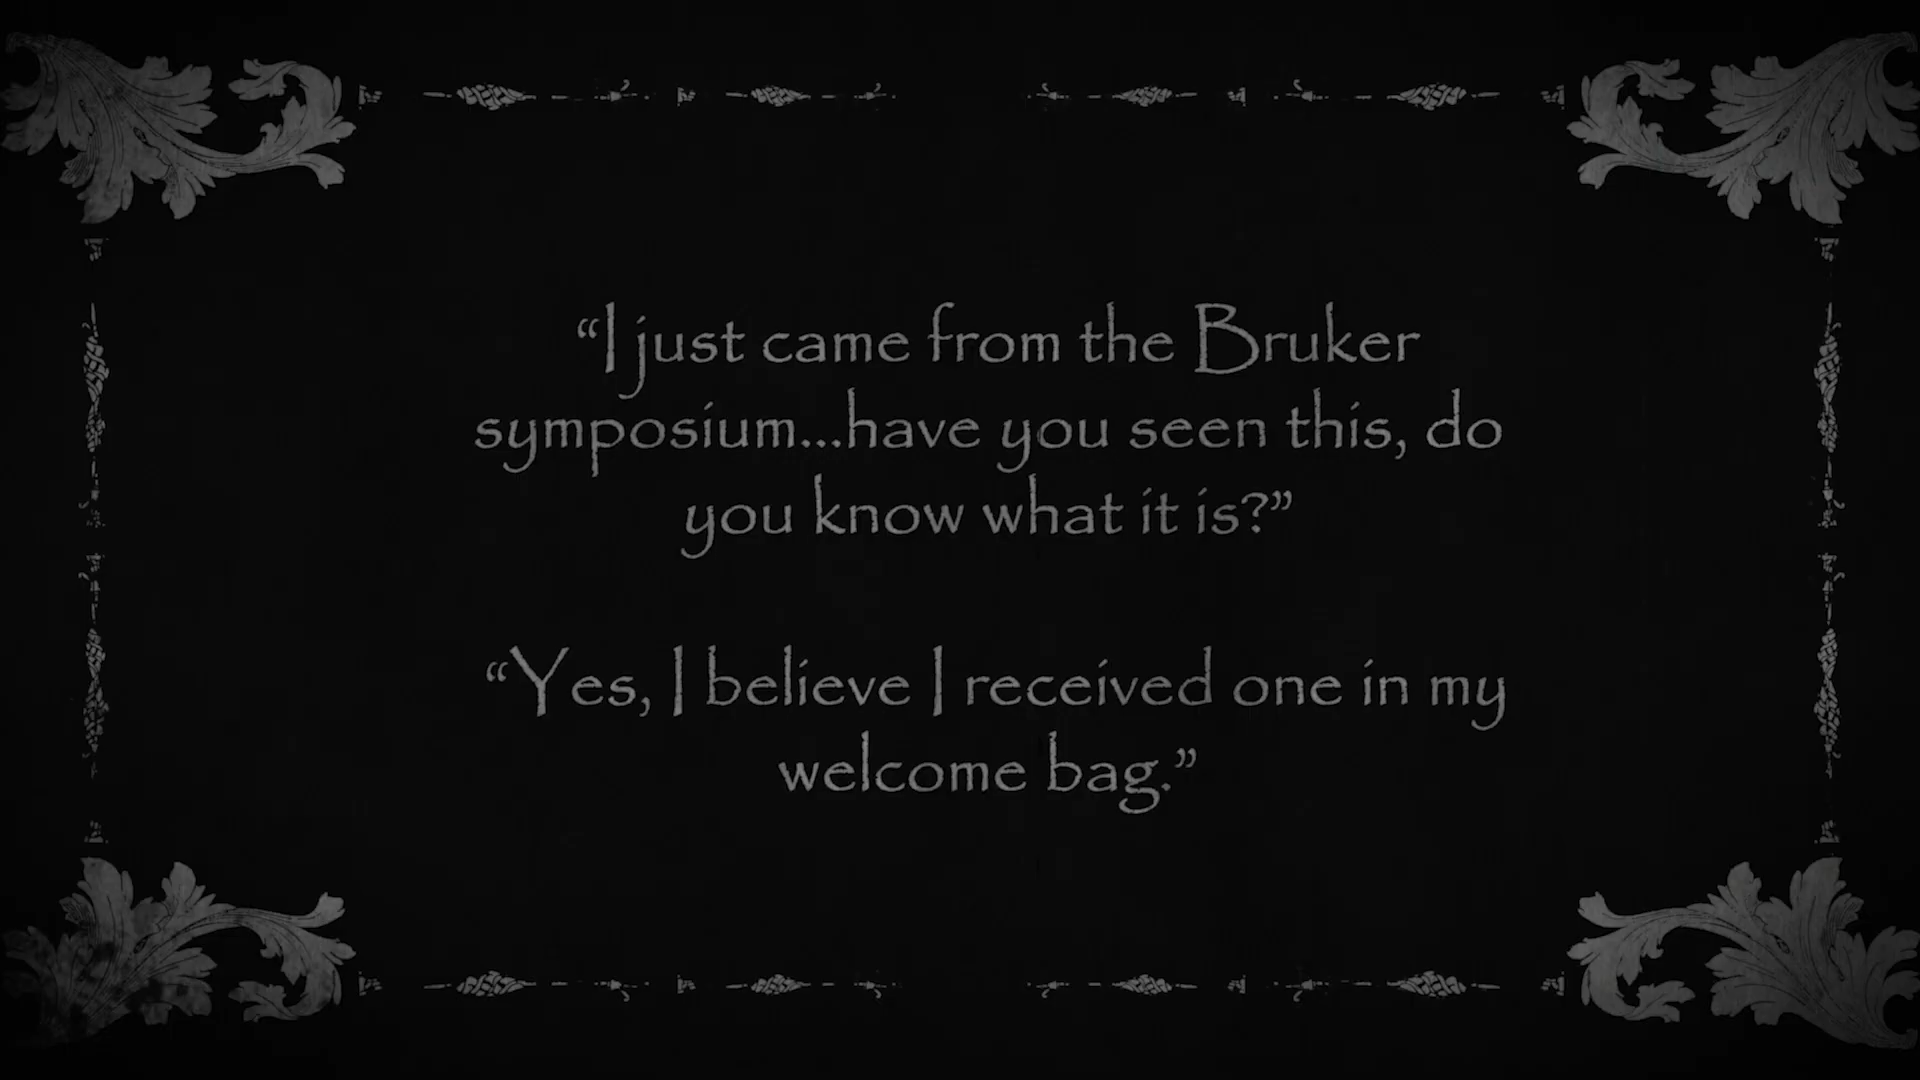 “I just came from the Bruker
symposium...have you seen this, do
you know what it is?”
“Yes, I believe I received one in my
welcome bag.”